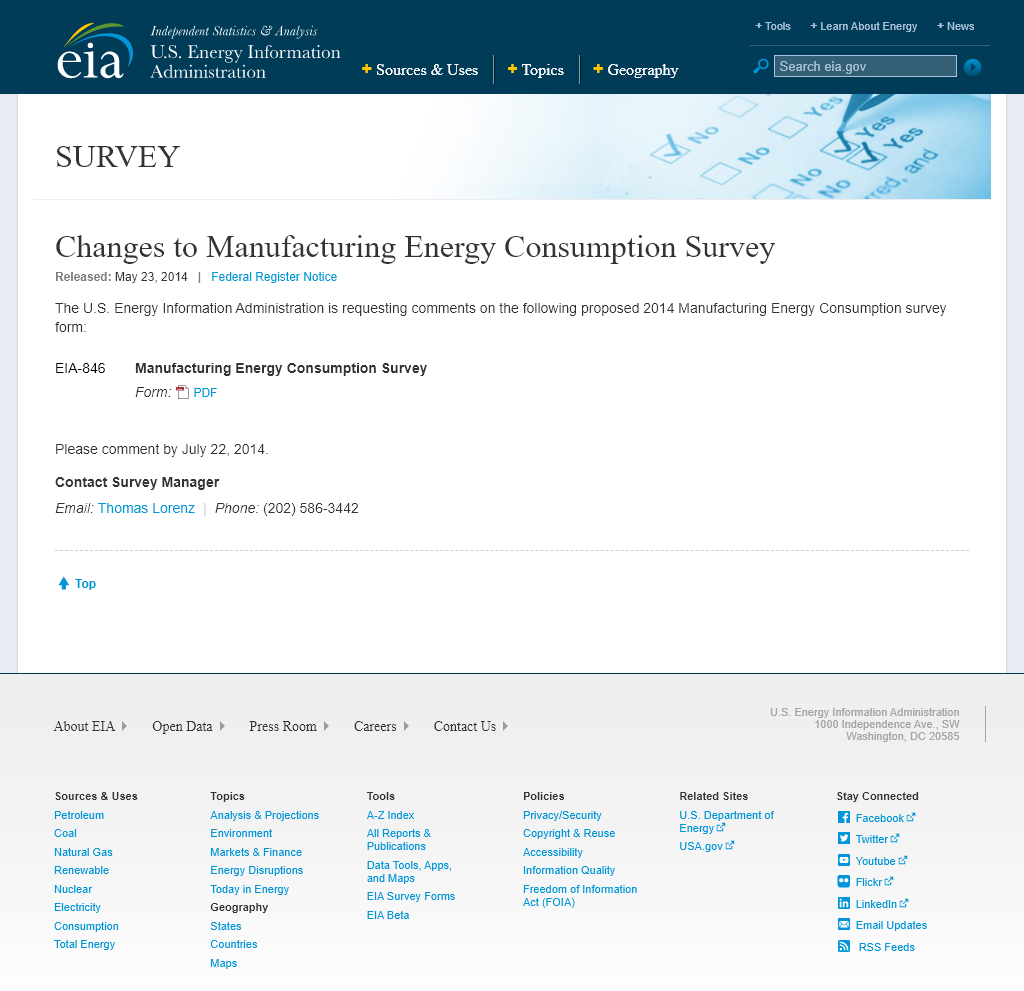 eia
Independent Statistics & Analysis
U.S. Energy Information
Administration
+ Sources & Uses
+ Topics
+ Geography
+ Tools
+ Learn About Energy
+ News
Search eia.gov
SURVEY
No
Yes
No
Yes
No
Yes
No
Changes to Manufacturing Energy Consumption Survey
Released: May 23, 2014 | Federal Register Notice
The U.S. Energy Information Administration is requesting comments on the following proposed 2014 Manufacturing Energy Consumption survey
form:
EIA-846 Manufacturing Energy Consumption Survey
Form: PDF
Please comment by July 22, 2014.
Contact Survey Manager
Email: Thomas Lorenz | Phone: (202) 586-3442
Top
About EIA
Open Data
Press Room
Careers
Contact Us
U.S. Energy Information Administration
1000 Independence Ave., SW
Washington, DC 20585
Sources & Uses
Petroleum
Coal
Natural Gas
Renewable
Nuclear
Electricity
Consumption
Total Energy
Topics
Analysis & Projections
Environment
Markets & Finance
Energy Disruptions
Today in Energy
Geography
States
Countries
Maps
Tools
A-Z Index
All Reports &
Publications
Data Tools, Apps,
and Maps
EIA Survey Forms
EIA Beta
Policies
Privacy/Security
Copyright & Reuse
Accessibility
Information Quality
Freedom of Information
Act (FOIA)
Related Sites
U.S. Department of
Energy
USA.gov
Stay Connected
Facebook
Twitter
Youtube
Flickr
LinkedIn
Email Updates
RSS Feeds